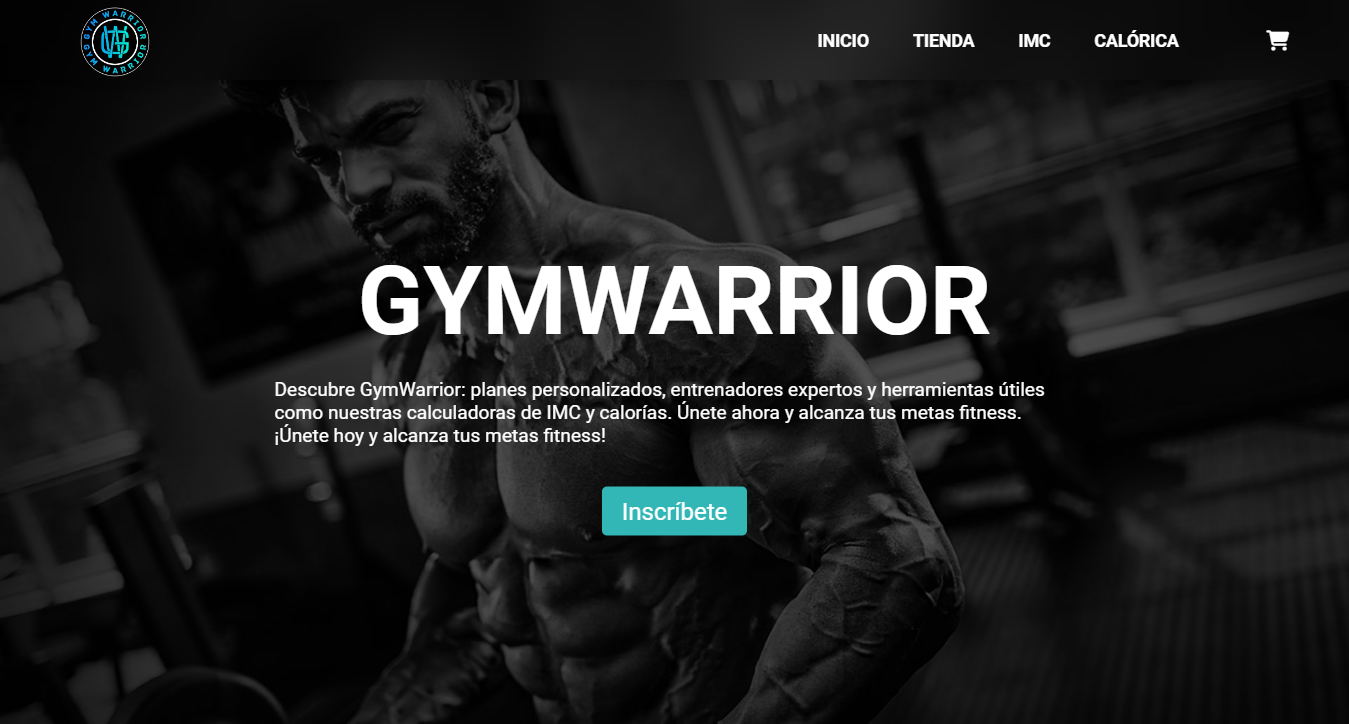 GYM WARRIOR
GYM WARRIOR
GW
INICIO
TIENDA
IMC
CALÓRICA
GYMWARRIOR
Descubre GymWarrior: planes personalizados, entrenadores expertos y herramientas útiles
como nuestras calculadoras de IMC y calorías. Únete ahora y alcanza tus metas fitness.
¡Únete hoy y alcanza tus metas fitness!
Inscríbete